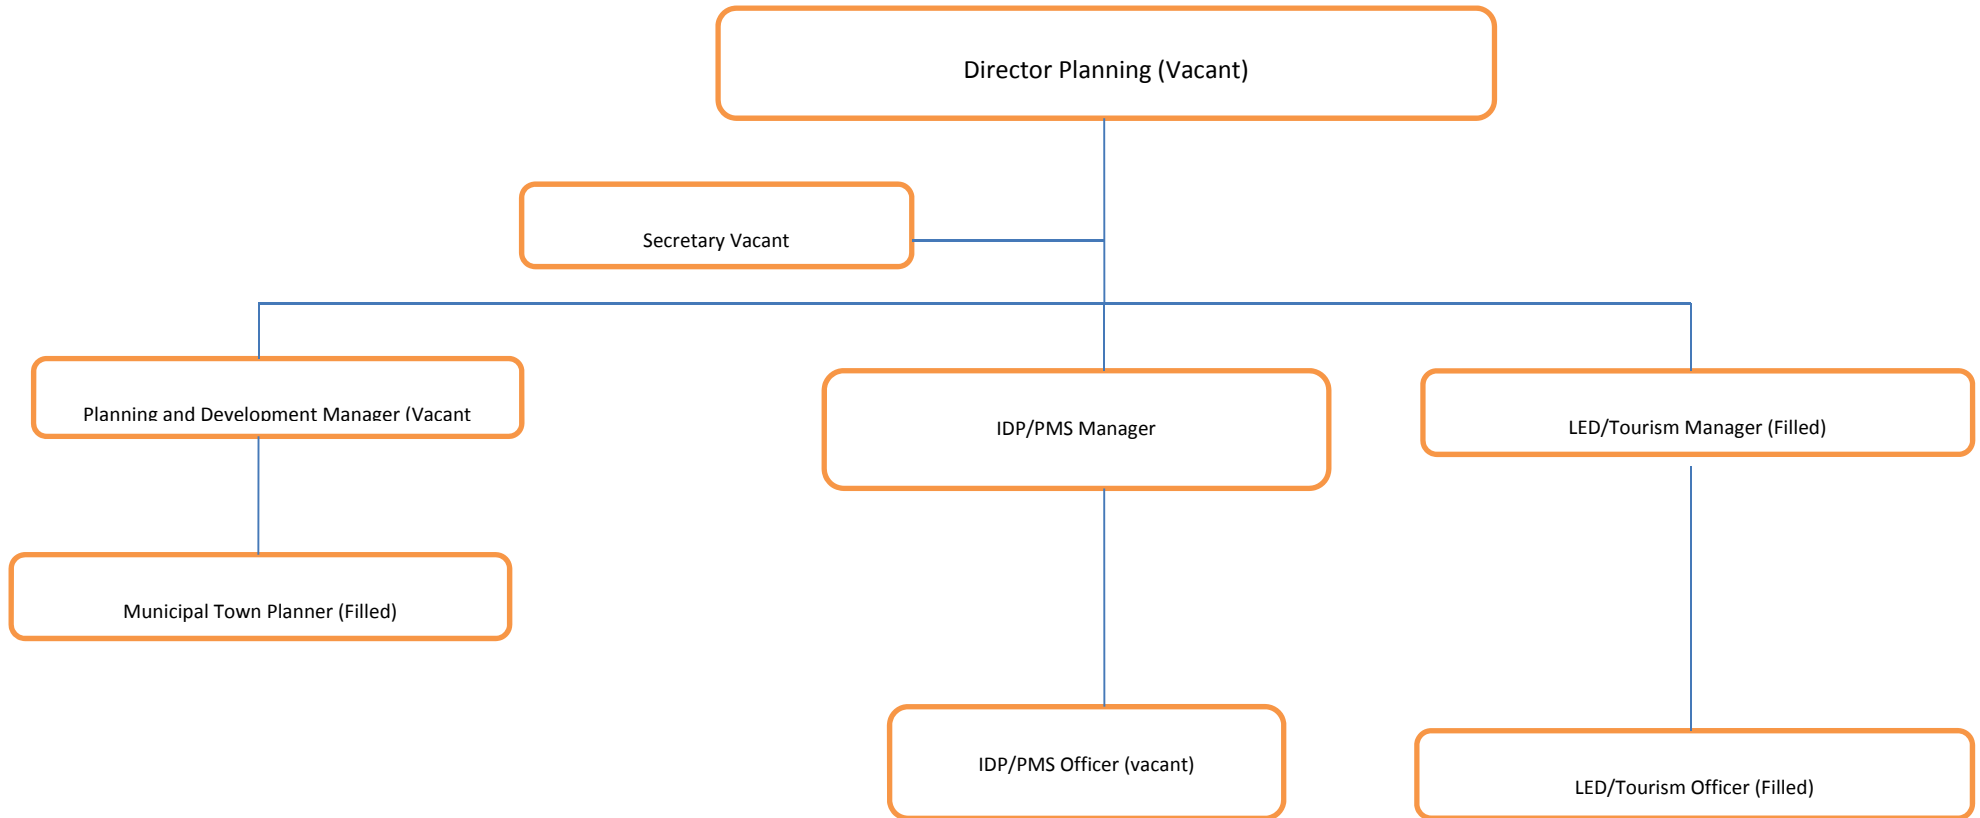 Director Planning (Vacant)
Secretary Vacant
Planning and Development Manager (Vacant
IDP/PMS Manager
LED/Tourism Manager (Filled)
Municipal Town Planner (Filled)
IDP/PMS Officer (vacant)
LED/Tourism Officer (Filled)